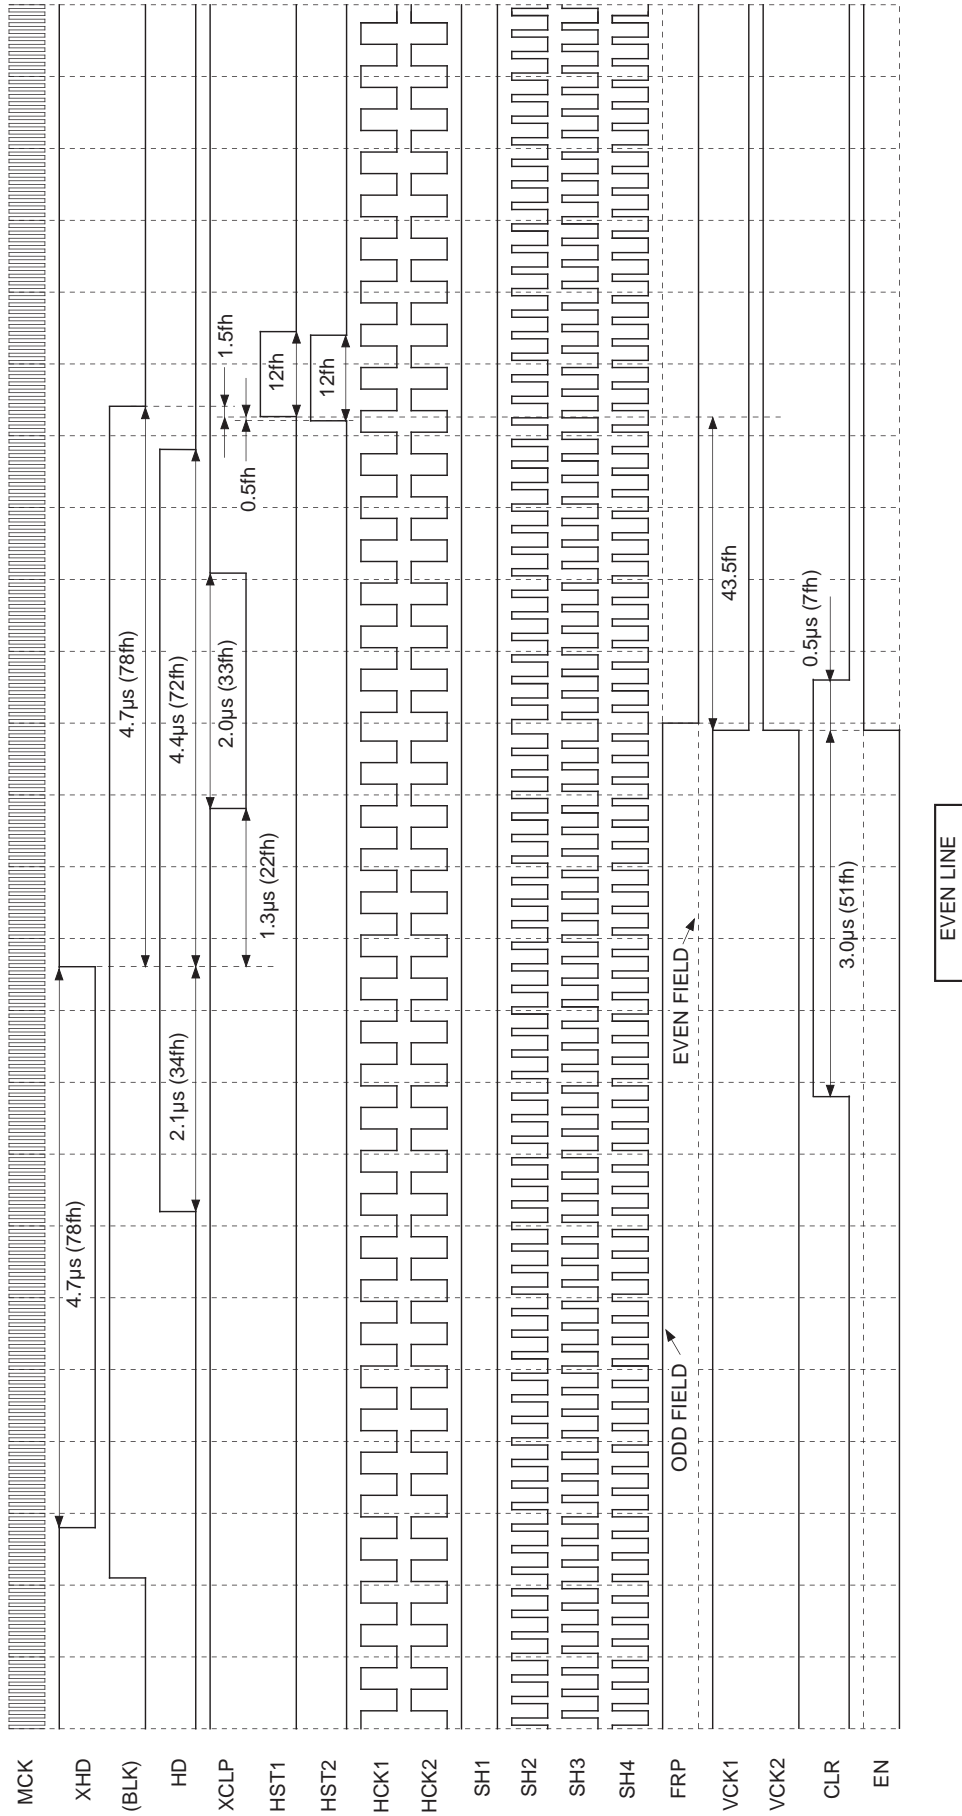 MCK
XHD
(BLK)
HD
XCLP
HST1
HST2
HCK1
HCK2
SH1
SH2
SH3
SH4
FRP
VCK1
VCK2
CLR
EN
4.7µs (78fh)
4.7µs (78fh)
2.1µs (34fh)
4.4µs (72fh)
1.3µs (22fh)
2.0µs (33fh)
0.5fh
1.5fh
12fh
12fh
ODD FIELD
EVEN FIELD
43.5fh
3.0µs (51fh)
0.5µs (7fh)
EVEN LINE